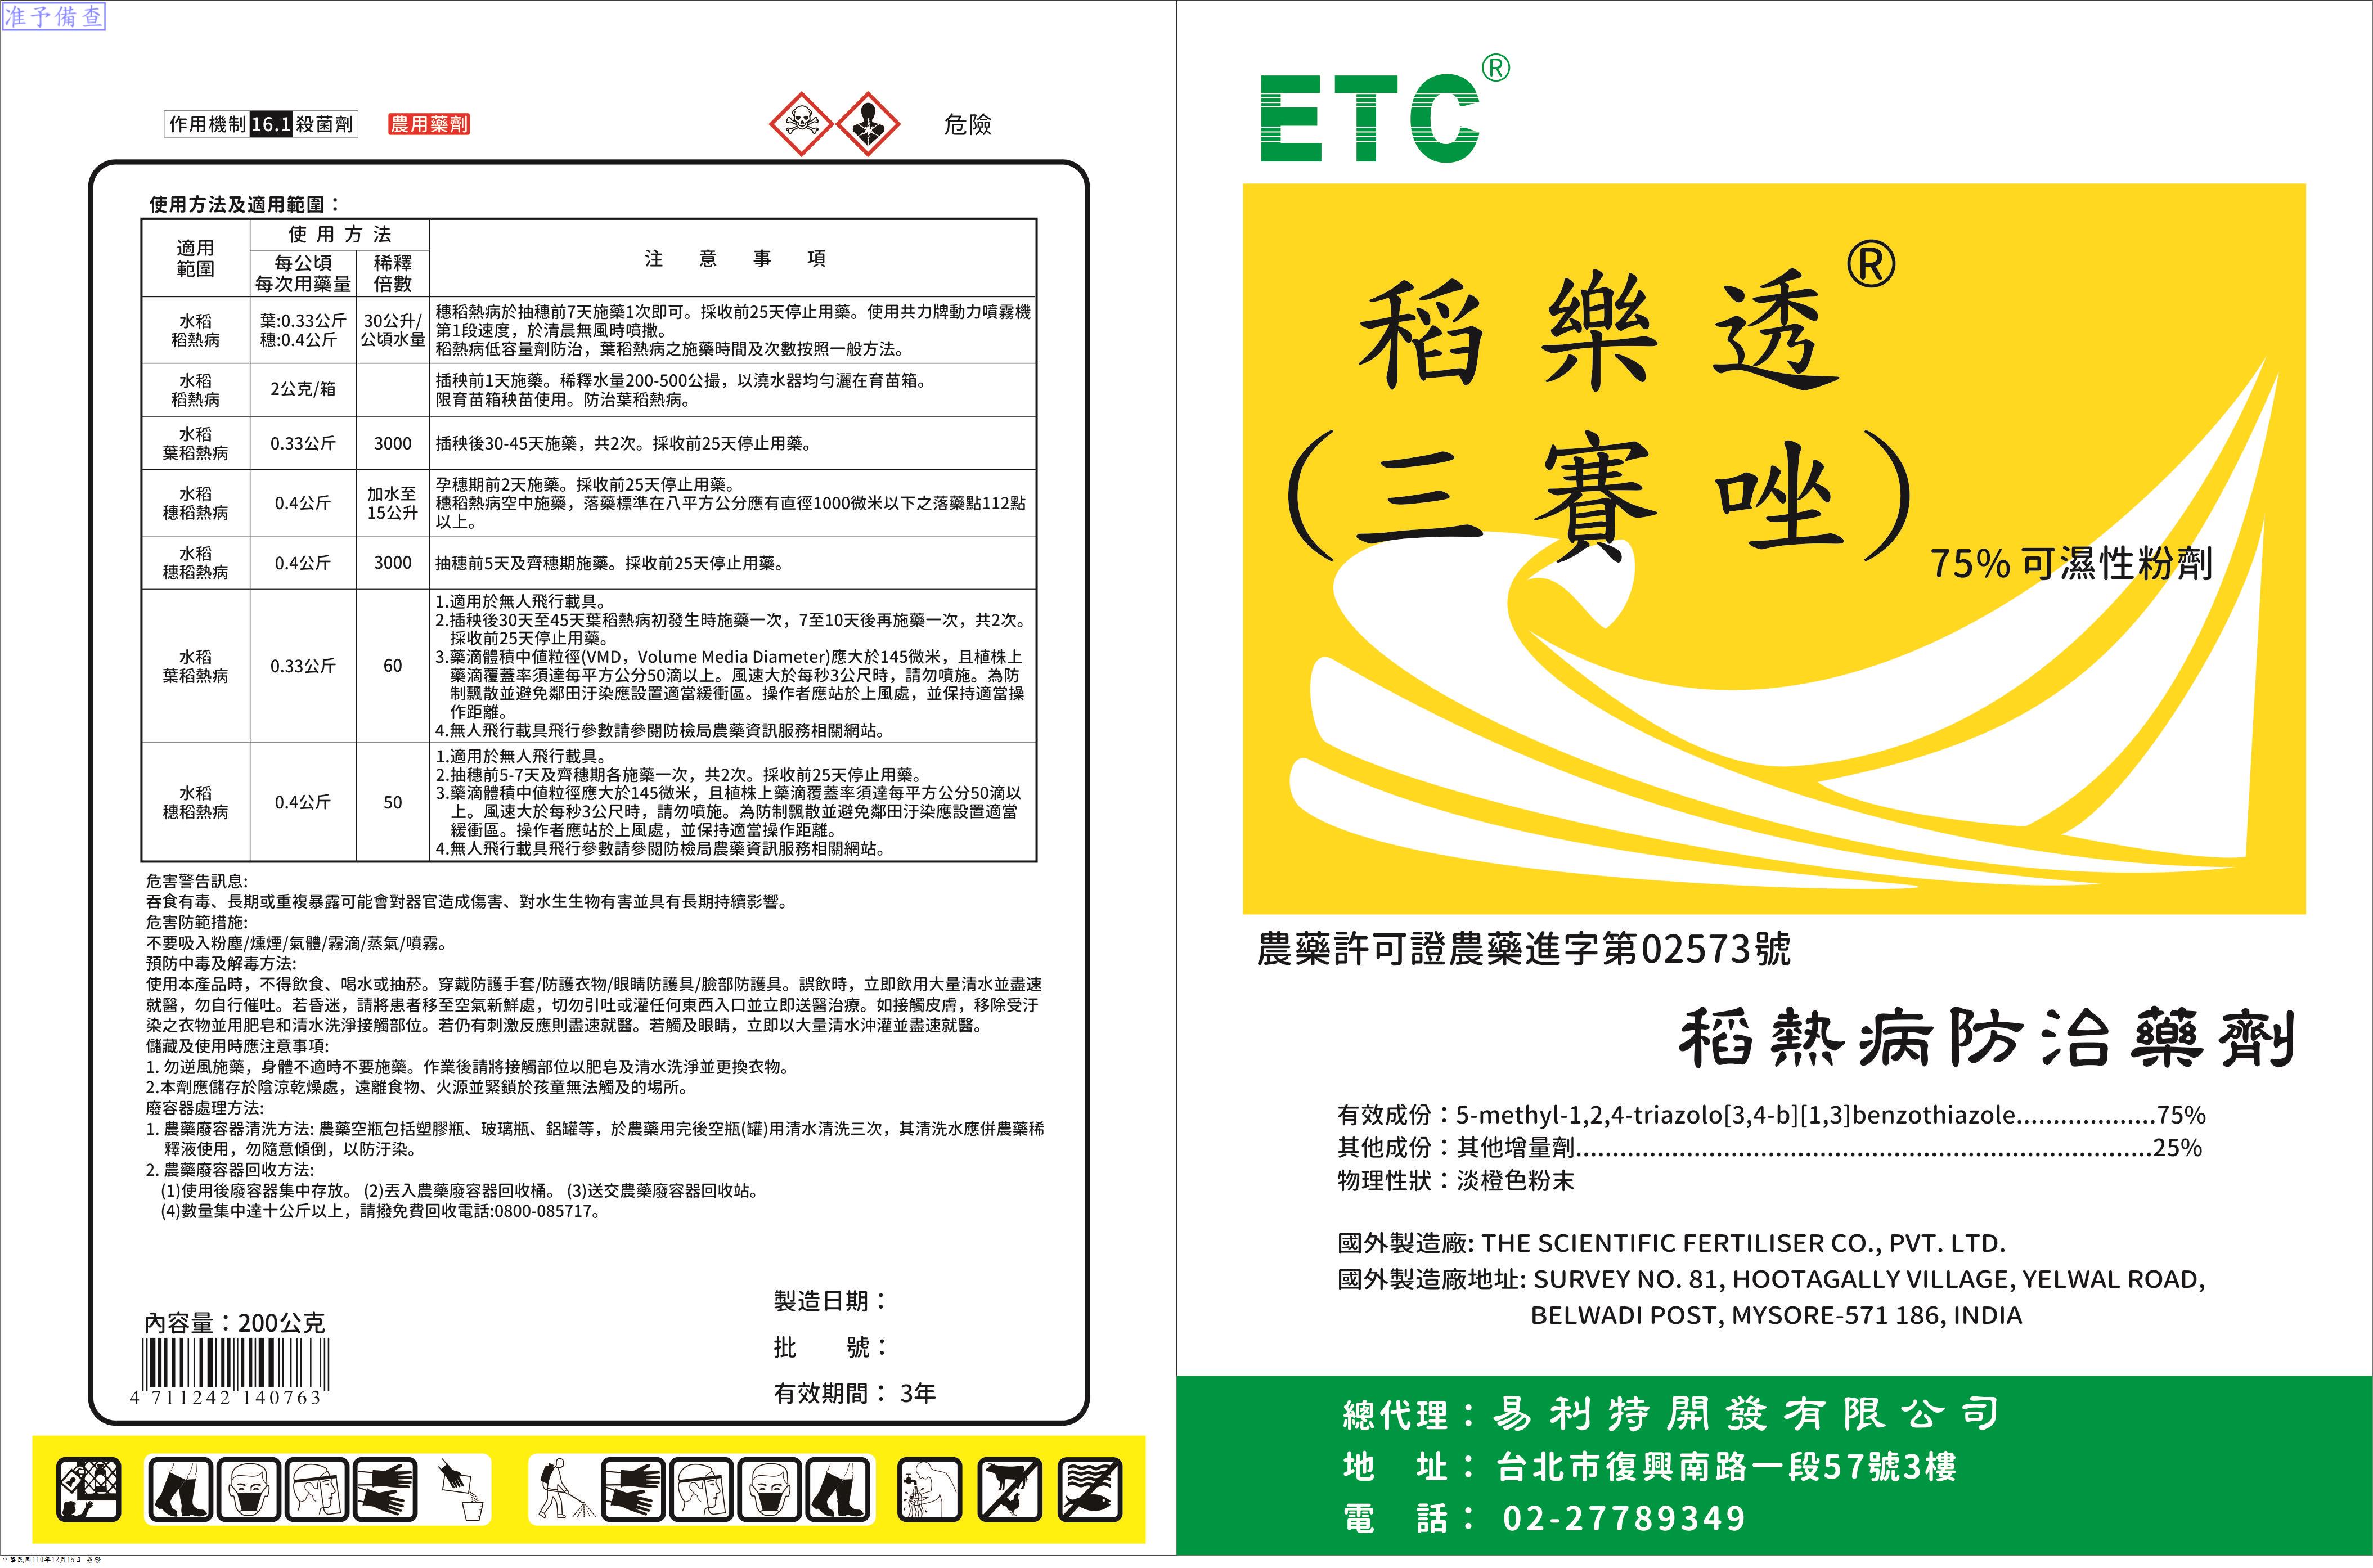 准予備查
作用機制 16.1 殺菌劑
農用藥劑
危險
使用方法及適用範圍：
適用範圍
使用方法
每公頃每次用藥量
稀釋倍數
注意事項
水稻
稻熱病
葉:0.33公斤
穗:0.4公斤
30公升/
公頃水量
穗稻熱病於抽穗前7天施藥1次即可。採收前25天停止用藥。使用共力牌動力噴霧機
第1段速度，於清晨無風時噴撒。
稻熱病低容量劑防治，葉稻熱病之施藥時間及次數按照一般方法。
水稻
稻熱病
2公克/箱
插秧前1天施藥。稀釋水量200-500公撮，以澆水器均勻灑在育苗箱。
限育苗箱秧苗使用。防治葉稻熱病。
水稻
葉稻熱病
0.33公斤
3000
插秧後30-45天施藥，共2次。採收前25天停止用藥。
水稻
穗稻熱病
0.4公斤
加水至
15公升
孕穗期前2天施藥。採收前25天停止用藥。
穗稻熱病空中施藥，落藥標準在八平方公分應有直徑1000微米以下之落藥點112點
以上。
水稻
穗稻熱病
0.4公斤
3000
抽穗前5天及齊穗期施藥。採收前25天停止用藥。
水稻
葉稻熱病
0.33公斤
60
1.適用於無人飛行載具。
2.插秧後30天至45天葉稻熱病初發生時施藥一次，7至10天後再施藥一次，共2次。
採收前25天停止用藥。
3.藥滴體積中值粒徑(VMD，Volume Media Diameter)應大於145微米，且植株上
藥滴覆蓋率須達每平方公分50滴以上。風速大於每秒3公尺時，請勿噴施。為防
制飄散並避免鄰田汙染應設置適當緩衝區。操作者應站於上風處，並保持適當操
作距離。
4.無人飛行載具飛行參數請參閱防檢局農藥資訊服務相關網站。
水稻
穗稻熱病
0.4公斤
50
1.適用於無人飛行載具。
2.抽穗前5-7天及齊穗期各施藥一次，共2次。採收前25天停止用藥。
3.藥滴體積中值粒徑應大於145微米，且植株上藥滴覆蓋率須達每平方公分50滴以
上。風速大於每秒3公尺時，請勿噴施。為防制飄散並避免鄰田汙染應設置適當
緩衝區。操作者應站於上風處，並保持適當操作距離。
4.無人飛行載具飛行參數請參閱防檢局農藥資訊服務相關網站。
危害警告訊息:
吞食有毒、長期或重複暴露可能會對器官造成傷害、對水生生物有害並具有長期持續影響。
危害防範措施:
不要吸入粉塵/燻煙/氣體/霧滴/蒸氣/噴霧。
預防中毒及解毒方法:
使用本產品時，不得飲食、喝水或抽菸。穿戴防護手套/防護衣物/眼睛防護具/臉部防護具。誤飲時，立即飲用大量清水並盡速
就醫，勿自行催吐。若昏迷，請將患者移至空氣新鮮處，切勿引吐或灌任何東西入口並立即送醫治療。如接觸皮膚，移除受汙
染之衣物並用肥皂和清水洗淨接觸部位。若仍有刺激反應則盡速就醫。若觸及眼睛，立即以大量清水沖灌並盡速就醫。
儲藏及使用時應注意事項:
1. 勿逆風施藥，身體不適時不要施藥。作業後請將接觸部位以肥皂及清水洗淨並更換衣物。
2.本劑應儲存於陰涼乾燥處，遠離食物、火源並緊鎖於孩童無法觸及的場所。
廢容器處理方法:
1. 農藥廢容器清洗方法: 農藥空瓶包括塑膠瓶、玻璃瓶、鋁罐等，於農藥用完後空瓶(罐)用清水清洗三次，其清洗水應併農藥稀
釋液使用，勿隨意傾倒，以防汙染。
2. 農藥廢容器回收方法:
(1)使用後廢容器集中存放。 (2)丟入農藥廢容器回收桶。 (3)送交農藥廢容器回收站。
(4)數量集中達十公斤以上，請撥免費回收電話:0800-085717。
內容量：200公克
4 711242 140763
製造日期：
批 號：
有效期間： 3年
中華民國110年12月15日 簽發
ETC®
稻樂透®
(三賽唑)
75% 可濕性粉劑
農藥許可證農藥進字第02573號
稻熱病防治藥劑
有效成份：5-methyl-1,2,4-triazolo[3,4-b][1,3]benzothiazole...................75%
其他成份：其他增量劑..............................................................................25%
物理性狀：淡橙色粉末
國外製造廠: THE SCIENTIFIC FERTILISER CO., PVT. LTD.
國外製造廠地址: SURVEY NO. 81, HOOTAGALLY VILLAGE, YELWAL ROAD,
BELWADI POST, MYSORE-571 186, INDIA
總代理：易利特開發有限公司
地 址：台北市復興南路一段57號3樓
電 話： 02-27789349